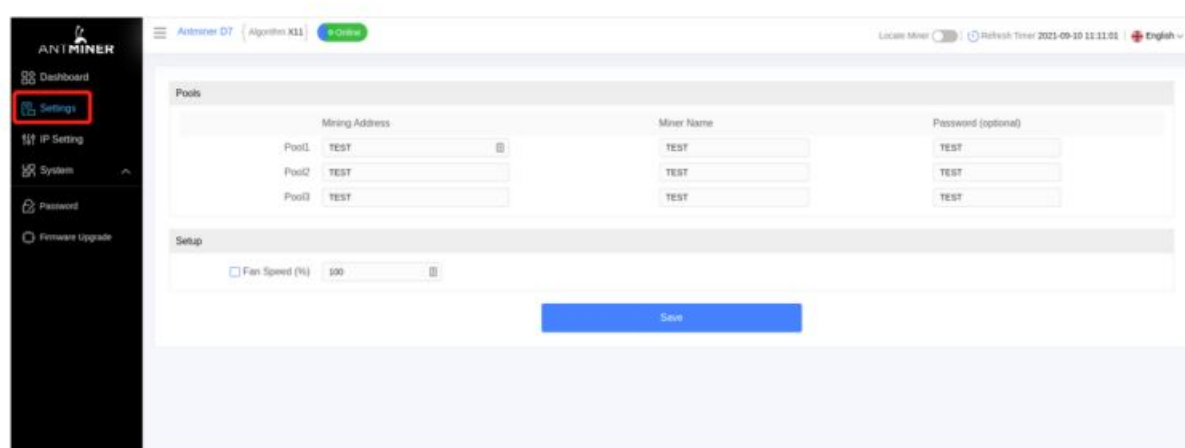 ANTMINER
Antminer D7 Algorithm X11 Online
Locate Miner Refresh Timer 2021-09-10 11:11:01 English
Dashboard
Settings
IP Setting
System
Password
Firmware Upgrade
Pools
Mining Address Miner Name Password (optional)
Pool1 TEST TEST TEST
Pool2 TEST TEST TEST
Pool3 TEST TEST TEST
Setup
Fan Speed (%) 100
Save